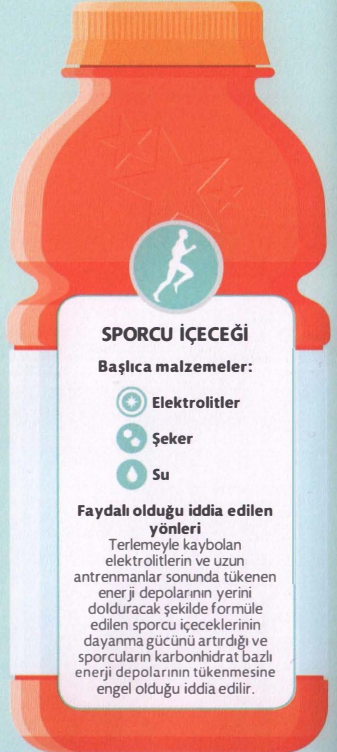 SPORCU İÇECEĞİ
Başlıca malzemeler:
Elektrolitler
Şeker
Su
Faydalı olduğu iddia edilen
yönleri
Terlemeyle kaybolan
elektrolitlerin ve uzun
antrenmanlar sonunda tükenen
enerji depolarının yerini
dolduracak şekilde formüle
edilen sporcu içeceklerinin
dayanma gücünü artırdığı ve
sporcuların karbonhidrat bazlı
enerji depolarının tükenmesine
engel olduğu iddia edilir.